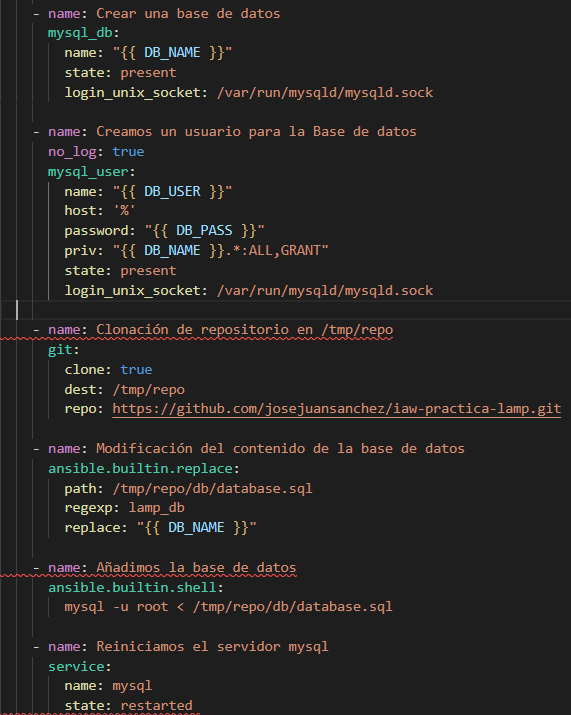 - name: Crear una base de datos
  mysql_db:
    name: "{{ DB_NAME }}"
    state: present
    login_unix_socket: /var/run/mysqld/mysqld.sock

- name: Creamos un usuario para la Base de datos
  no_log: true
  mysql_user:
    name: "{{ DB_USER }}"
    host: '%'
    password: "{{ DB_PASS }}"
    priv: "{{ DB_NAME }}.*:ALL,GRANT"
    state: present
    login_unix_socket: /var/run/mysqld/mysqld.sock

- name: Clonación de repositorio en /tmp/repo
  git:
    clone: true
    dest: /tmp/repo
    repo: https://github.com/josejuansanchez/iaw-practica-lamp.git

- name: Modificación del contenido de la base de datos
  ansible.builtin.replace:
    path: /tmp/repo/db/database.sql
    regexp: lamp_db
    replace: "{{ DB_NAME }}"

- name: Añadimos la base de datos
  ansible.builtin.shell:
    mysql -u root < /tmp/repo/db/database.sql

- name: Reiniciamos el servidor mysql
  service:
    name: mysql
    state: restarted